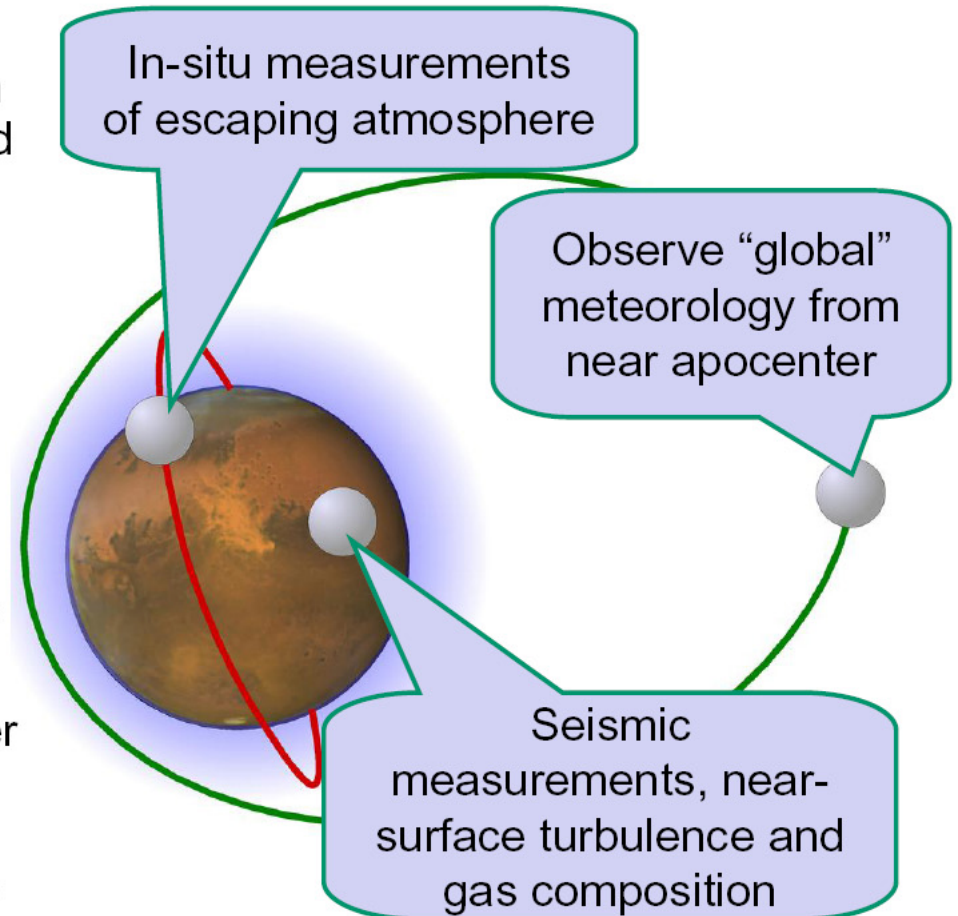 In-situ measurements
of escaping atmosphere
Observe “global”
meteorology from
near apocenter
Seismic
measurements, near-
surface turbulence and
gas composition